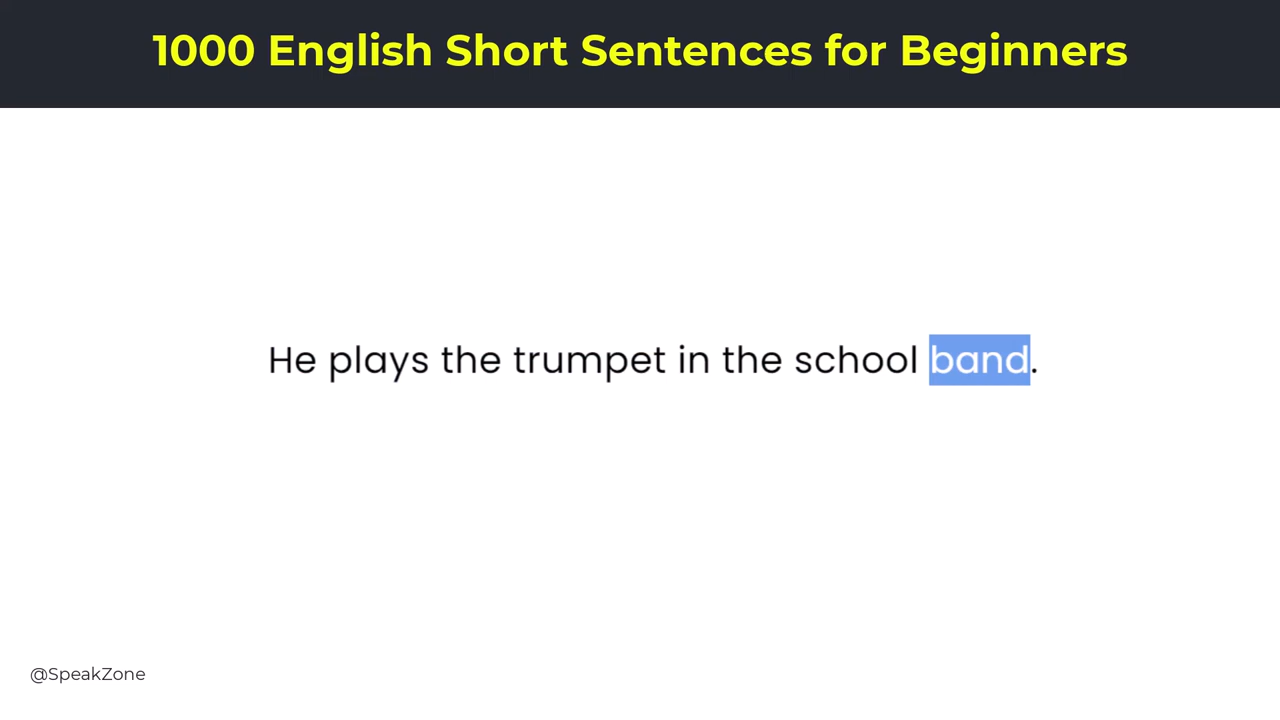 1000 English Short Sentences for Beginners
He plays the trumpet in the school band.
@SpeakZone